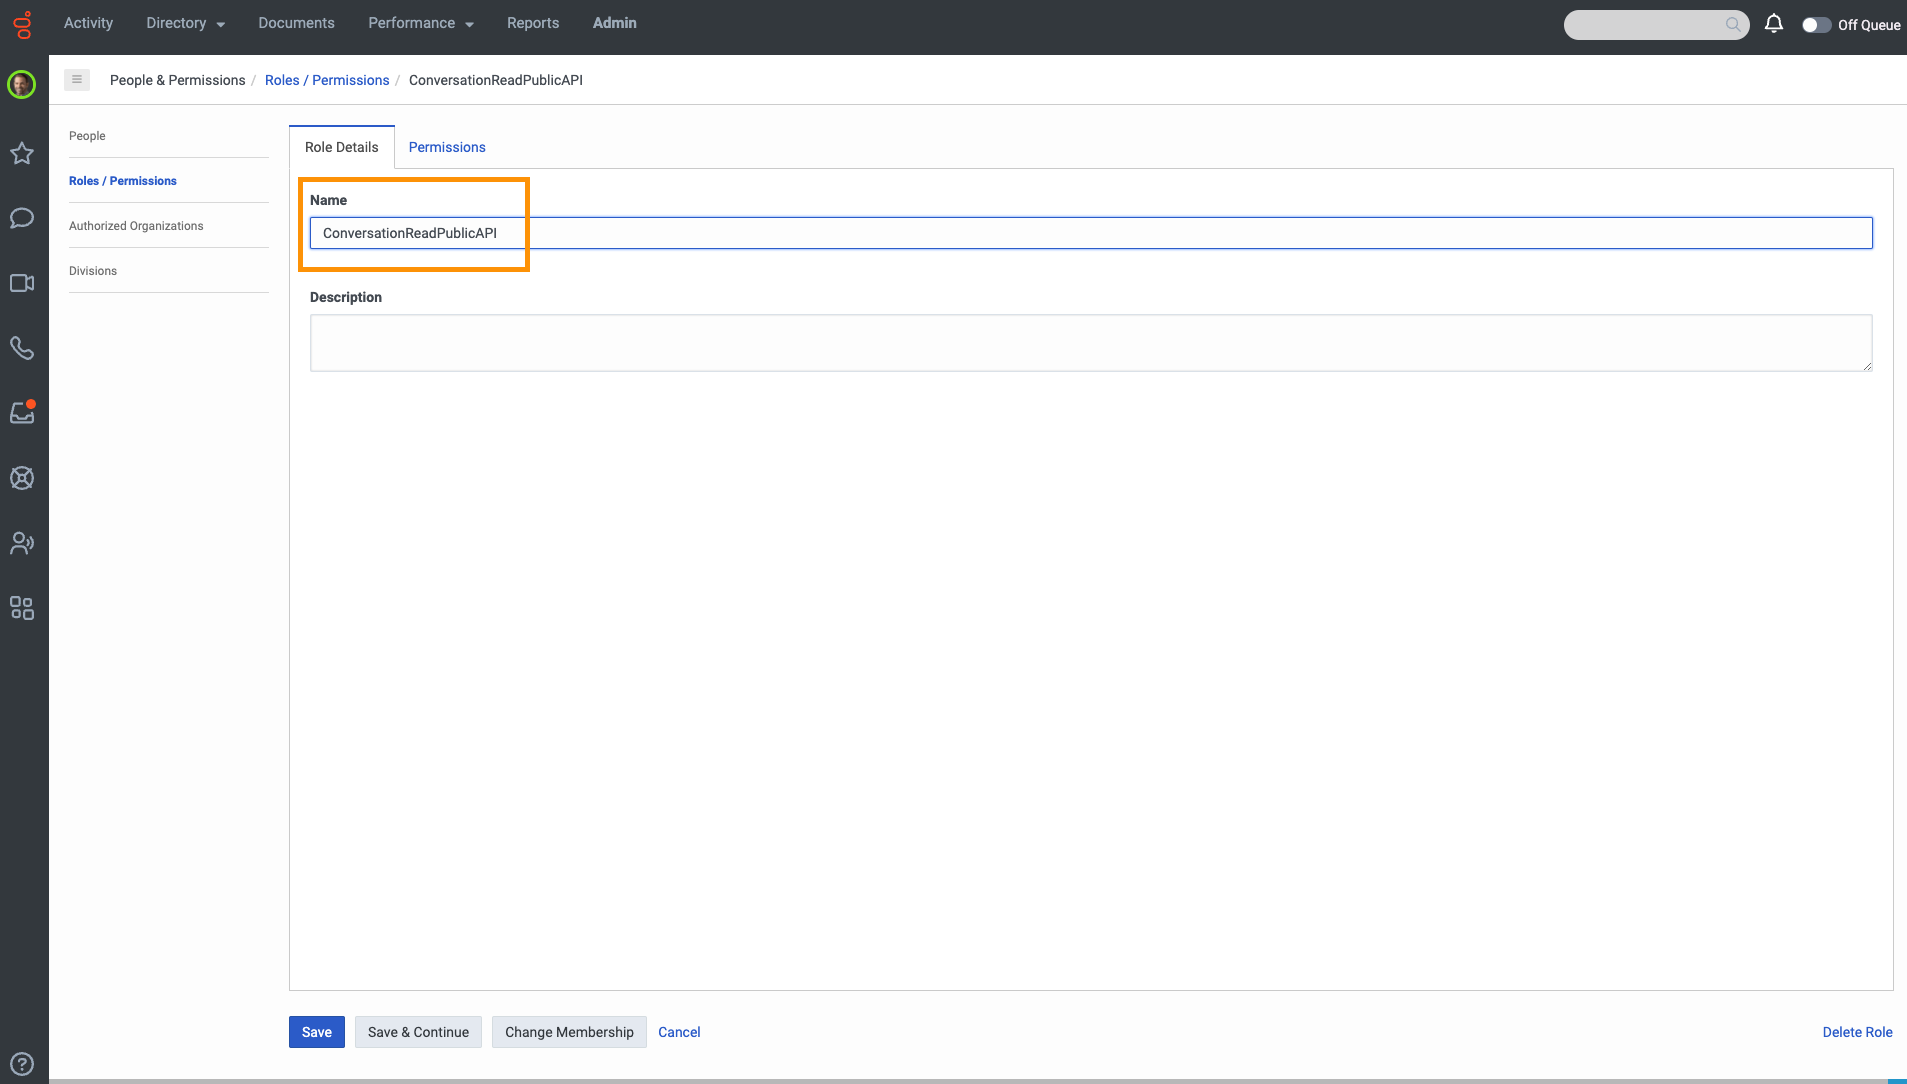 Activity Directory Documents Performance Reports Admin Off Queue
People & Permissions / Roles / Permissions / ConversationReadPublicAPI
People
Roles / Permissions
Authorized Organizations
Divisions
Role Details Permissions
Name
ConversationReadPublicAPI
Description
Save Save & Continue Change Membership Cancel Delete Role